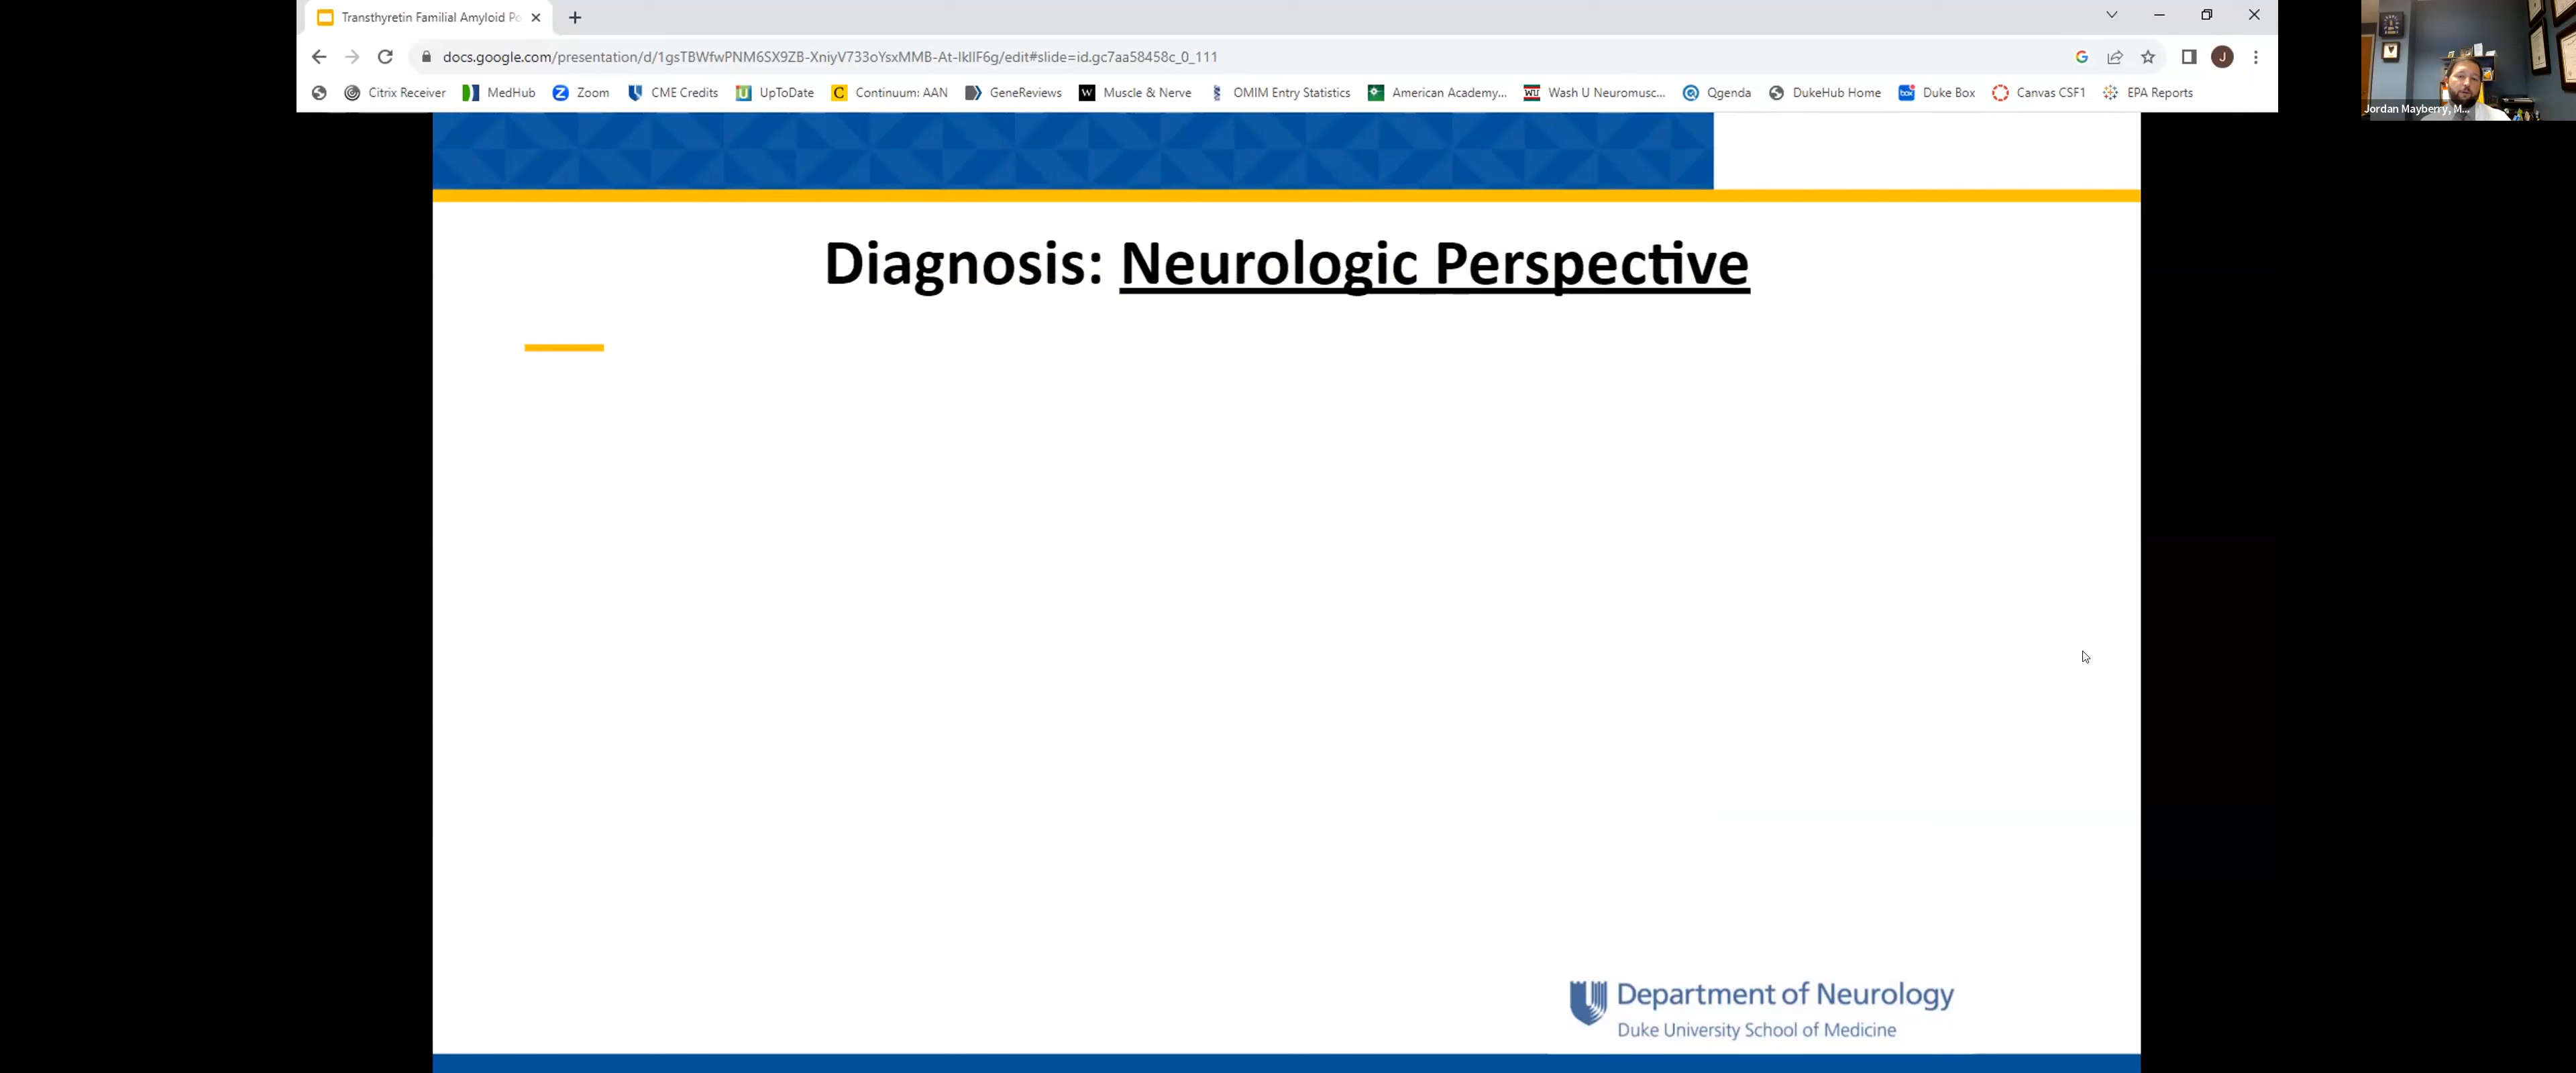 Transthyretin Familial Amyloid Po
docs.google.com/presentation/d/1gsTBWfwPNM6SX9ZB-XniyV733oYsxMMB-At-IkIIF6g/edit#slide=id.gc7aa58458c_0_111
Citrix Receiver MedHub Zoom CME Credits UpToDate Continuum: AAN GeneReviews Muscle & Nerve OMIM Entry Statistics American Academy... Wash U Neuromusc... Qgenda DukeHub Home Duke Box Canvas CSF1 EPA Reports
Jordan Mayberry, M...
Diagnosis: Neurologic Perspective
Department of Neurology
Duke University School of Medicine